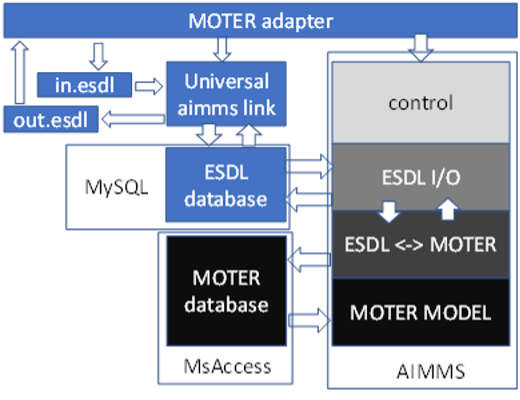 MOTER adapter
in.esdl
out.esdl
Universal
aimms link
control
MySQL
ESDL
database
ESDL I/O
ESDL <-> MOTER
MOTER
database
MOTER MODEL
MsAccess
AIMMS